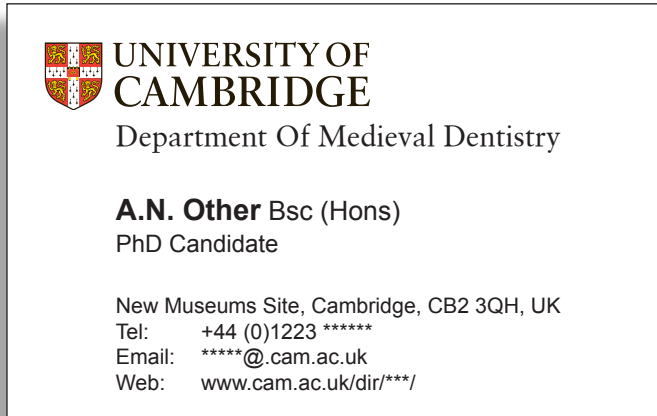 UNIVERSITY OF
CAMBRIDGE
Department Of Medieval Dentistry
A.N. Other Bsc (Hons)
PhD Candidate
New Museums Site, Cambridge, CB2 3QH, UK
Tel: +44 (0)1223 ******
Email: *****@.cam.ac.uk
Web: www.cam.ac.uk/dir/***/